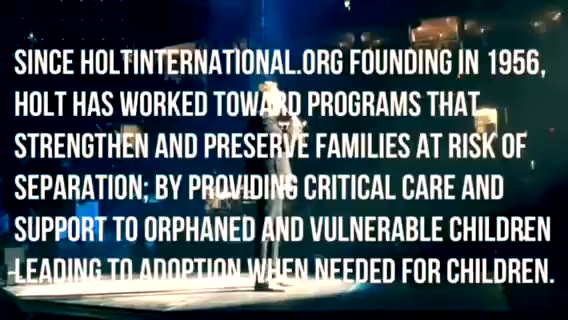 SINCE HOLTINTERNATIONAL.ORG FOUNDING IN 1956,
HOLT HAS WORKED TOWARD PROGRAMS THAT
STRENGTHEN AND PRESERVE FAMILIES AT RISK OF
SEPARATION; BY PROVIDING CRITICAL CARE AND
SUPPORT TO ORPHANED AND VULNERABLE CHILDREN
-LEADING TO ADOPTION WHEN NEEDED FOR CHILDREN.